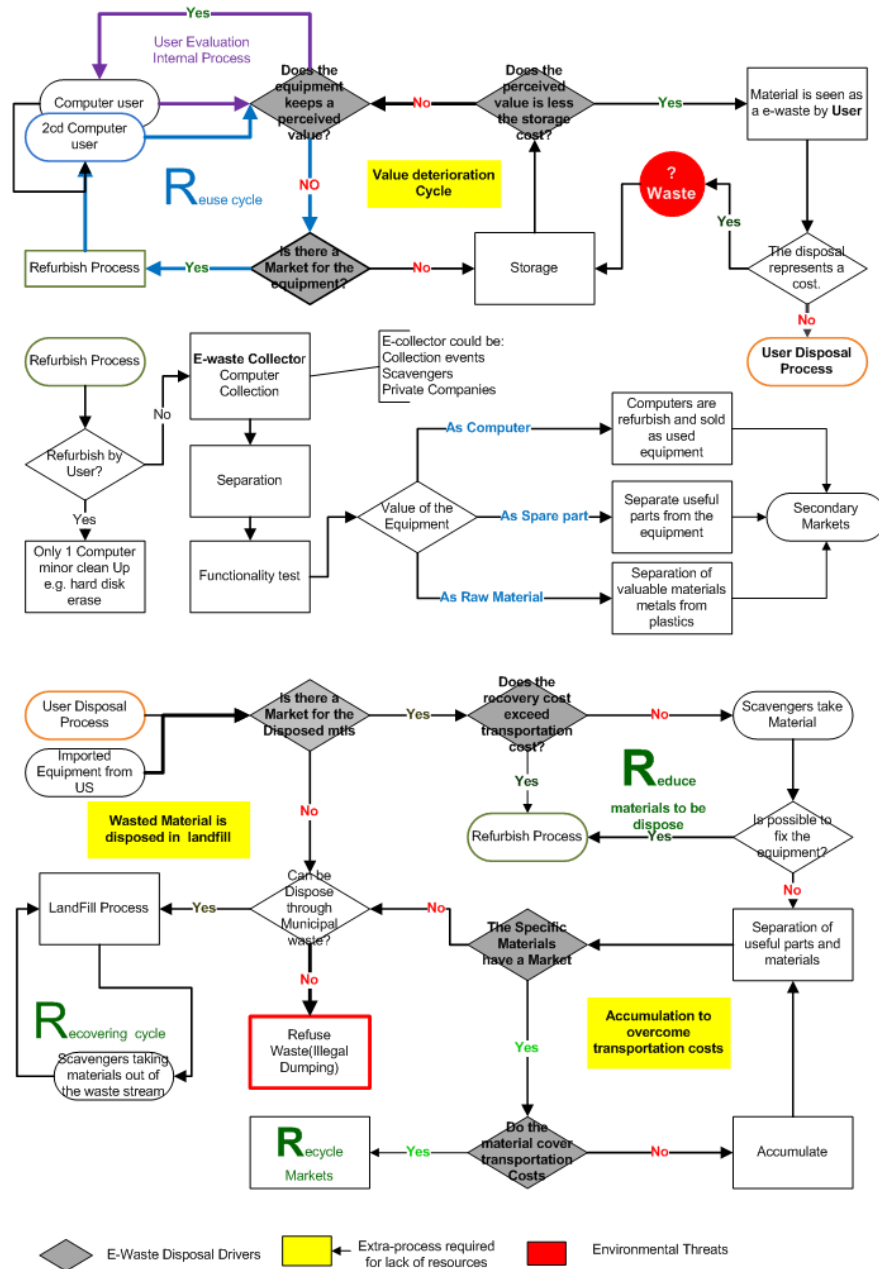 Yes
User Evaluation
Internal Process
Does the
equipment
keeps a
perceived
value?
No
Does the
perceived
value is less
the storage
cost?
Yes
Material is seen as
a e-waste by User
Computer user
2cd Computer
user
Reuse cycle
NO
Value deterioration
Cycle
?
Waste
Yes
Refurbish Process
Yes
Is there a
Market for the
equipment?
No
Storage
The disposal
represents a
cost.
No
User Disposal
Process
Refurbish Process
No
E-waste Collector
Computer
Collection
E-collector could be:
Collection events
Scavengers
Private Companies
Refurbish by
User?
Yes
Only 1 Computer
minor clean Up
e.g. hard disk
erase
Separation
Functionality test
Value of the
Equipment
As Computer
As Spare part
As Raw Material
Computers are
refurbish and sold
as used
equipment
Separate useful
parts from the
equipment
Separation of
valuable materials
metals from
plastics
Secondary
Markets
User Disposal
Process
Imported
Equipment from
US
Is there a
Market for the
Disposed mtls
Yes
Does the
recovery cost
exceed
transportation
cost?
No
Scavengers take
Material
Wasted Material is
disposed in landfill
No
Yes
Reduce
materials to be
dispose
Refurbish Process
Yes
Is possible to
fix the
equipment?
No
LandFill Process
Yes
Can be
Dispose
through
Municipal
waste?
No
The Specific
Materials
have a Market
Separation of
useful parts and
materials
No
Recovering cycle
Scavengers taking
materials out of
the waste stream
Refuse
Waste(Illegal
Dumping)
Yes
Accumulation to
overcome
transportation costs
Recycle
Markets
Yes
Do the
material cover
transportation
Costs
No
Accumulate
E-Waste Disposal Drivers
Extra-process required
for lack of resources
Environmental Threats